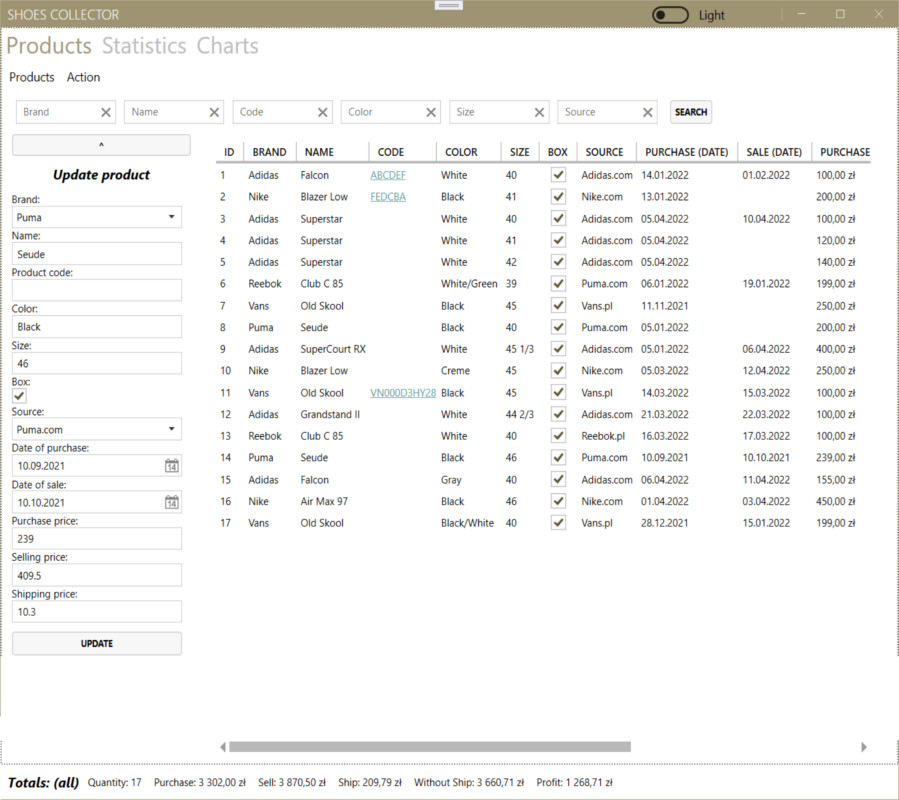 SHOES COLLECTOR Light
Products Statistics Charts
Products Action
Brand Name Code Color Size Source SEARCH
^
Update product
Brand:
Puma
Name:
Seude
Product code:
Color:
Black
Size:
46
Box:
Source:
Puma.com
Date of purchase:
10.09.2021 14
Date of sale:
10.10.2021 14
Purchase price:
239
Selling price:
409.5
Shipping price:
10.3
UPDATE
ID BRAND NAME CODE COLOR SIZE BOX SOURCE PURCHASE (DATE) SALE (DATE) PURCHASE
1 Adidas Falcon ABCDEF White 40 Adidas.com 14.01.2022 01.02.2022 100,00 zł
2 Nike Blazer Low FEDCBA Black 41 Nike.com 13.01.2022 200,00 zł
3 Adidas Superstar White 40 Adidas.com 05.04.2022 10.04.2022 100,00 zł
4 Adidas Superstar White 41 Adidas.com 05.04.2022 120,00 zł
5 Adidas Superstar White 42 Adidas.com 05.04.2022 140,00 zł
6 Reebok Club C 85 White/Green 39 Puma.com 06.01.2022 19.01.2022 199,00 zł
7 Vans Old Skool Black 45 Vans.pl 11.11.2021 250,00 zł
8 Puma Seude Black 40 Puma.com 05.01.2022 200,00 zł
9 Adidas SuperCourt RX White 45 1/3 Adidas.com 05.01.2022 06.04.2022 400,00 zł
10 Nike Blazer Low Creme 45 Nike.com 05.03.2022 12.04.2022 250,00 zł
11 Vans Old Skool VN000D3HY28 Black 45 Vans.pl 14.03.2022 15.03.2022 100,00 zł
12 Adidas Grandstand II White 44 2/3 Adidas.com 21.03.2022 22.03.2022 100,00 zł
13 Reebok Club C 85 White 40 Reebok.pl 16.03.2022 17.03.2022 100,00 zł
14 Puma Seude Black 46 Puma.com 10.09.2021 10.10.2021 239,00 zł
15 Adidas Falcon Gray 40 Adidas.com 06.04.2022 11.04.2022 155,00 zł
16 Nike Air Max 97 Black 46 Nike.com 01.04.2022 03.04.2022 450,00 zł
17 Vans Old Skool Black/White 40 Vans.pl 28.12.2021 15.01.2022 199,00 zł
Totals: (all) Quantity: 17 Purchase: 3 302,00 zł Sell: 3 870,50 zł Ship: 209,79 zł Without Ship: 3 660,71 zł Profit: 1 268,71 zł